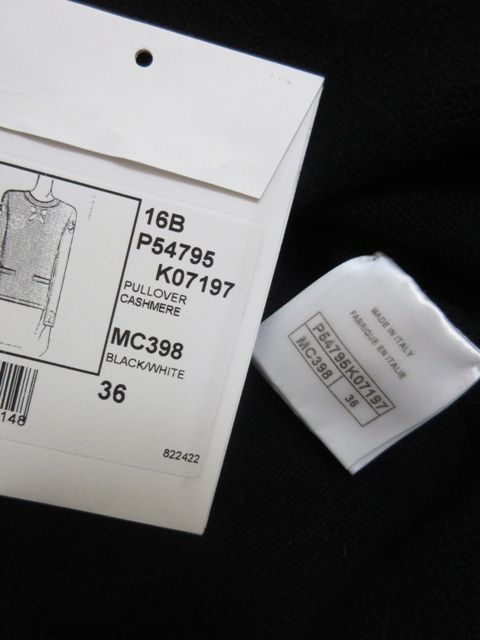 16B
P54795
K07197
PULLOVER
CASHMERE
MC398
BLACK/WHITE
36
148
822422
MADE IN ITALY
FABRIQUE EN ITALIE
P54795K07197
MC398 36